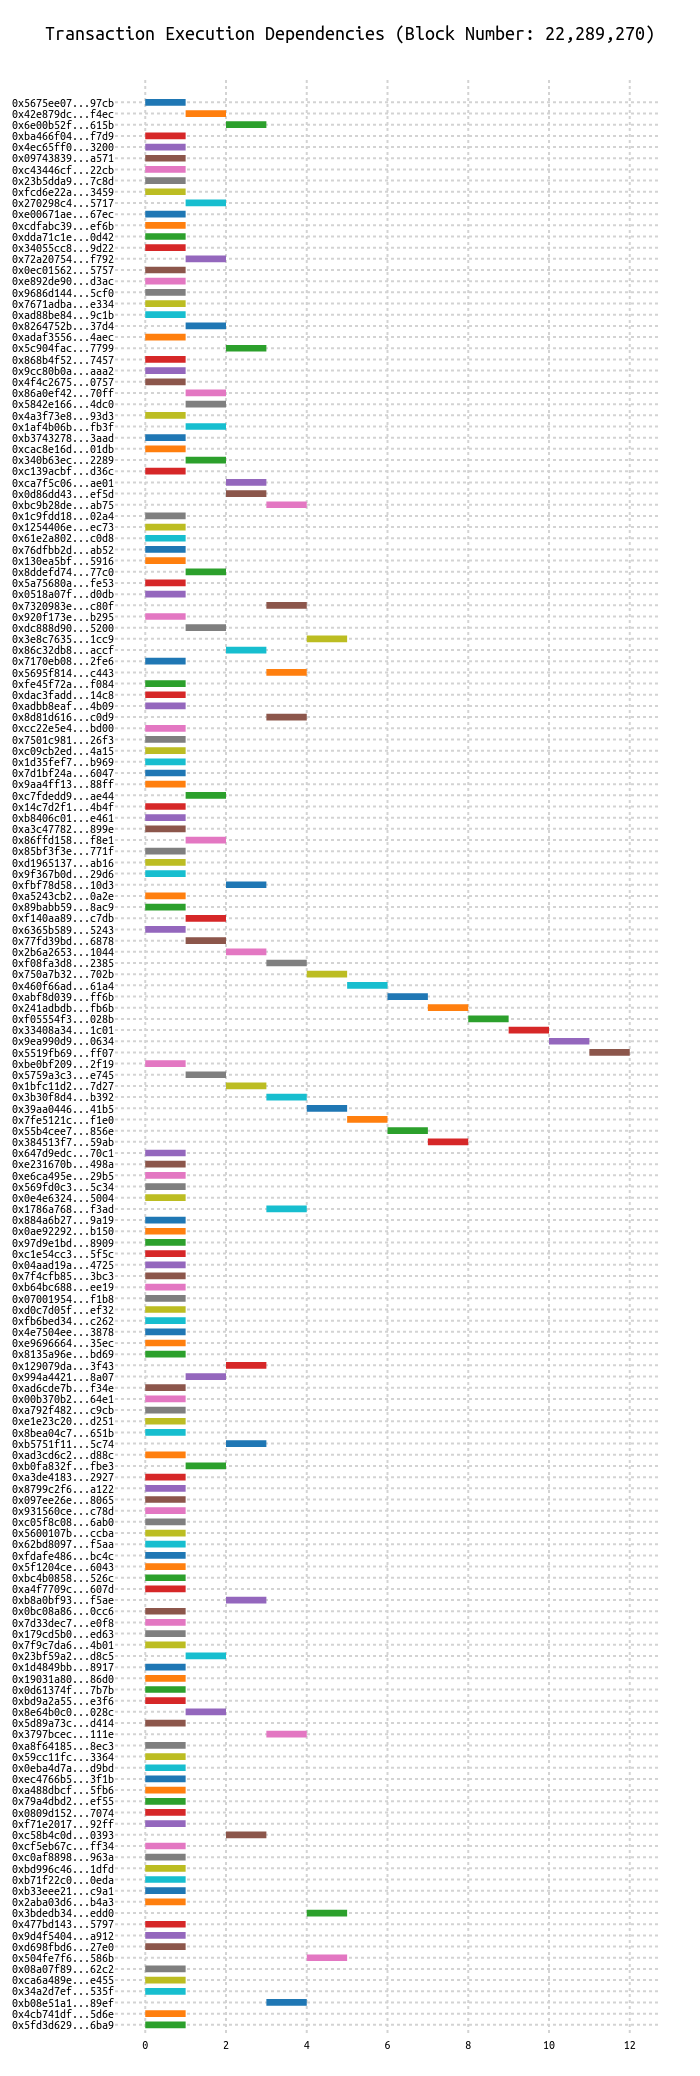 Transaction Execution Dependencies (Block Number: 22,289,270)
0x5675ee07...97cb
0x42e879dc...f4ec
0x6e00b52f...615b
0xba466f04...f7d9
0x4ec65ff0...3200
0x09743839...a571
0xc43446cf...22cb
0x23b5dda9...7c8d
0xfcd6e22a...3459
0x270298c4...5717
0xe00671ae...67ec
0xcdfabc39...ef6b
0xdda71c1e...0d42
0x34055cc8...9d22
0x72a20754...f792
0x0ec01562...5757
0xe892de90...d3ac
0x9686d144...5cf0
0x7671adba...e334
0xad88be84...9c1b
0x8264752b...37d4
0xadaf3556...4aec
0x5c904fac...7799
0x868b4f52...7457
0x9cc80b0a...aaa2
0x4f4c2675...0757
0x86a0ef42...70ff
0x5842e166...4dc0
0x4a3f73e8...93d3
0x1af4b06b...fb3f
0xb3743278...3aad
0xcac8e16d...01db
0x340b63ec...2289
0xc139acbf...d36c
0xca7f5c06...ae01
0x0d86dd43...ef5d
0xbc9b28de...ab75
0x1c9fdd18...02a4
0x1254406e...ec73
0x61e2a802...c0d8
0x76dfbb2d...ab52
0x130ea5bf...5916
0x8ddefd74...77c0
0x5a75680a...fe53
0x0518a07f...d0db
0x7320983e...c80f
0x920f173e...b295
0xdc888d90...5200
0x3e8c7635...1cc9
0x86c32db8...accf
0x7170eb08...2fe6
0x5695f814...c443
0xfe45f72a...f084
0xdac3fadd...14c8
0xadbb8eaf...4b09
0x8d81d616...c0d9
0xcc22e5e4...bd00
0x7501c981...26f3
0xc09cb2ed...4a15
0x1d35fef7...b969
0x7d1bf24a...6047
0x9aa4ff13...88ff
0xc7fdedd9...ae44
0x14c7d2f1...4b4f
0xb8406c01...e461
0xa3c47782...899e
0x86ffd158...f8e1
0x85bf3f3e...771f
0xd1965137...ab16
0x9f367b0d...29d6
0xfbf78d58...10d3
0xa5243cb2...0a2e
0x89babb59...8ac9
0xf140aa89...c7db
0x6365b589...5243
0x77fd39bd...6878
0x2b6a2653...1044
0xf08fa3d8...2385
0x750a7b32...702b
0x460f66ad...61a4
0xabf8d039...ff6b
0x241adbdb...fb6b
0xf05554f3...028b
0x33408a34...1c01
0x9ea990d9...0634
0x5519fb69...ff07
0xbe0bf209...2f19
0x5759a3c3...e745
0x1bfc11d2...7d27
0x3b30f8d4...b392
0x39aa0446...41b5
0x7fe5121c...f1e0
0x55b4cee7...856e
0x384513f7...59ab
0x647d9edc...70c1
0xe231670b...498a
0xe6ca495e...29b5
0x569fd0c3...5c34
0x0e4e6324...5004
0x1786a768...f3ad
0x884a6b27...9a19
0x0ae92292...b150
0x97d9e1bd...8909
0xc1e54cc3...5f5c
0x04aad19a...4725
0x7f4cfb85...3bc3
0xb64bc688...ee19
0x07001954...f1b8
0xd0c7d05f...ef32
0xfb6bed34...c262
0x4e7504ee...3878
0xe9696664...35ec
0x8135a96e...bd69
0x129079da...3f43
0x994a4421...8a07
0xad6cde7b...f34e
0x00b370b2...64e1
0xa792f482...c9cb
0xe1e23c20...d251
0x8bea04c7...651b
0xb5751f11...5c74
0xad3cd6c2...d88c
0xb0fa832f...fbe3
0xa3de4183...2927
0x8799c2f6...a122
0x097ee26e...8065
0x931560ce...c78d
0xc05f8c08...6ab0
0x5600107b...ccba
0x62bd8097...f5aa
0xfdafe486...bc4c
0x5f1204ce...6043
0xbc4b0858...526c
0xa4f7709c...607d
0xb8a0bf93...f5ae
0x0bc08a86...0cc6
0x7d33dec7...e0f8
0x179cd5b0...ed63
0x7f9c7da6...4b01
0x23bf59a2...d8c5
0x1d4849bb...8917
0x19031a80...86d0
0x0d61374f...7b7b
0xbd9a2a55...e3f6
0x8e64b0c0...028c
0x5d89a73c...d414
0x3797bcec...111e
0xa8f64185...8ec3
0x59cc11fc...3364
0x0eba4d7a...d9bd
0xec4766b5...3f1b
0xa488dbcf...5fb6
0x79a4dbd2...ef55
0x0809d152...7074
0xf71e2017...92ff
0xc58b4c0d...0393
0xcf5eb67c...ff34
0xc0af8898...963a
0xbd996c46...1dfd
0xb71f22c0...0eda
0xb33eee21...c9a1
0x2aba03d6...b4a3
0x3bdedb34...edd0
0x477bd143...5797
0x9d4f5404...a912
0xd698fbd6...27e0
0x504fe7f6...586b
0x08a07f89...62c2
0xca6a489e...e455
0x34a2d7ef...535f
0xb08e51a1...89ef
0x4cb741df...5d6e
0x5fd3d629...6ba9
0 2 4 6 8 10 12